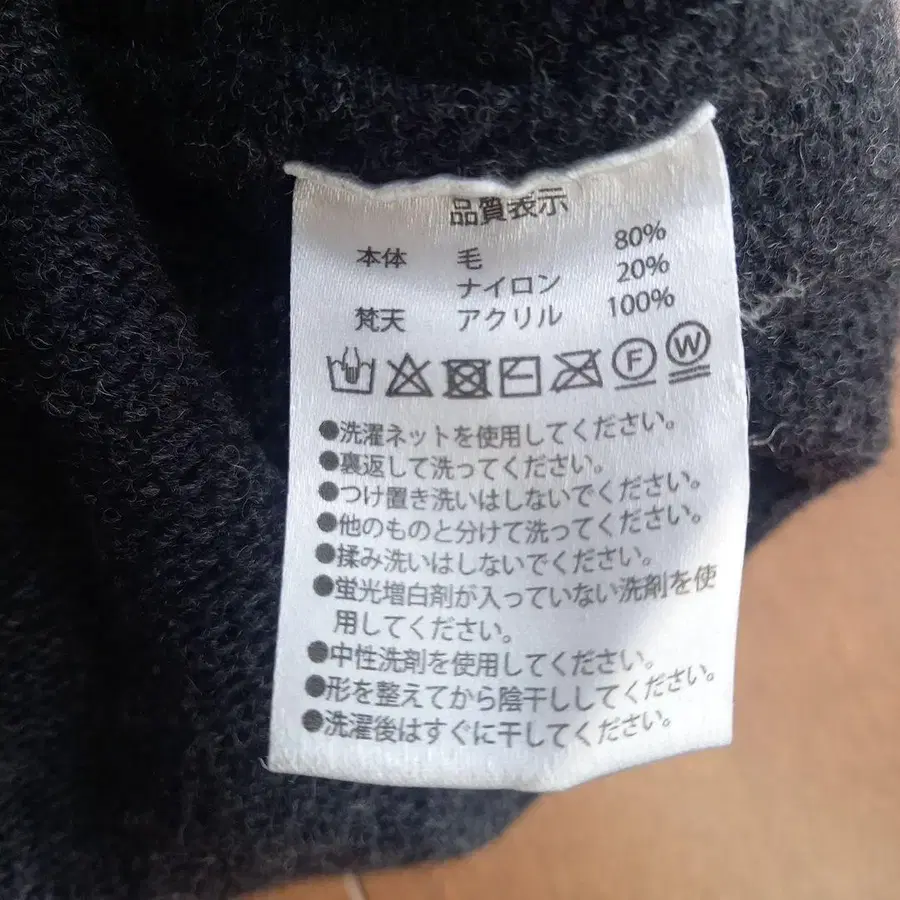 品質表示
本体 毛 80%
ナイロン 20%
梵天 アクリル 100%
F W
●洗濯ネットを使用してください。
●裏返して洗ってください。
●つけ置き洗いはしないでください。
●他のものと分けて洗ってください。
●揉み洗いはしないでください。
●蛍光増白剤が入っていない洗剤を使
用してください。
●中性洗剤を使用してください。
●形を整えてから陰干ししてください。
●洗濯後はすぐに干してください。